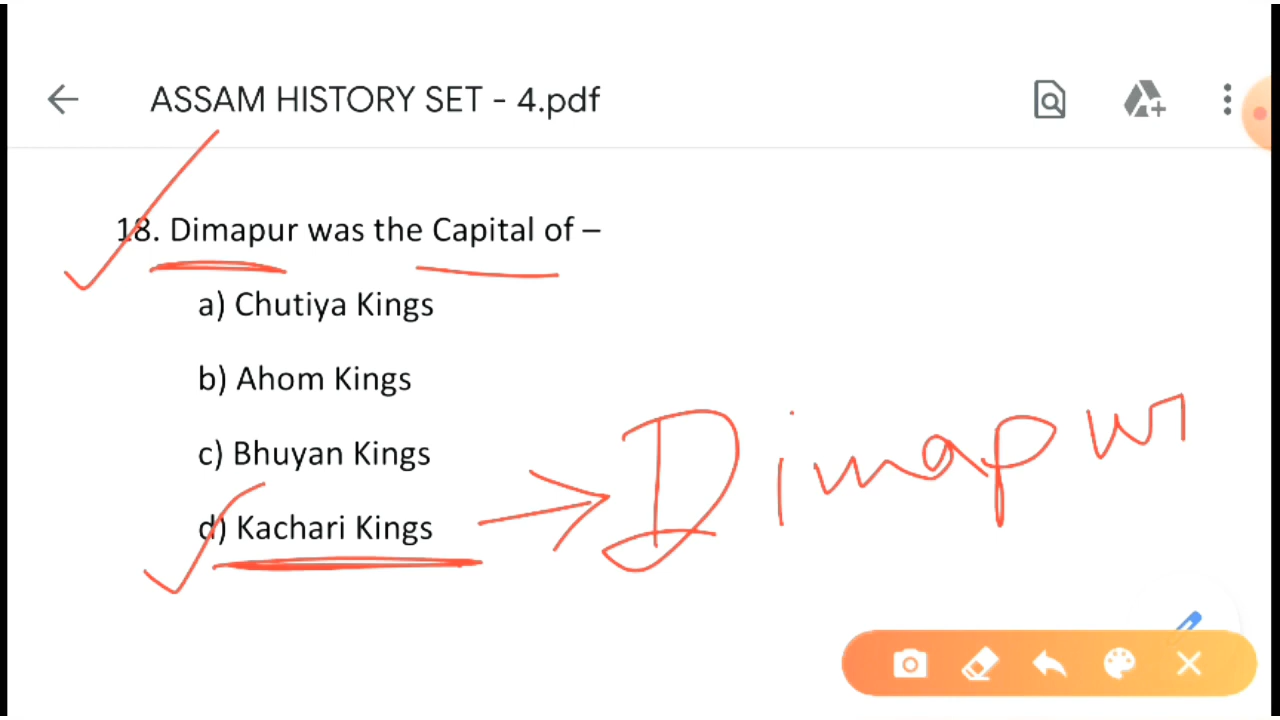 ASSAM HISTORY SET - 4.pdf
18. Dimapur was the Capital of –
a) Chutiya Kings
b) Ahom Kings
c) Bhuyan Kings
d) Kachari Kings
Dimapur